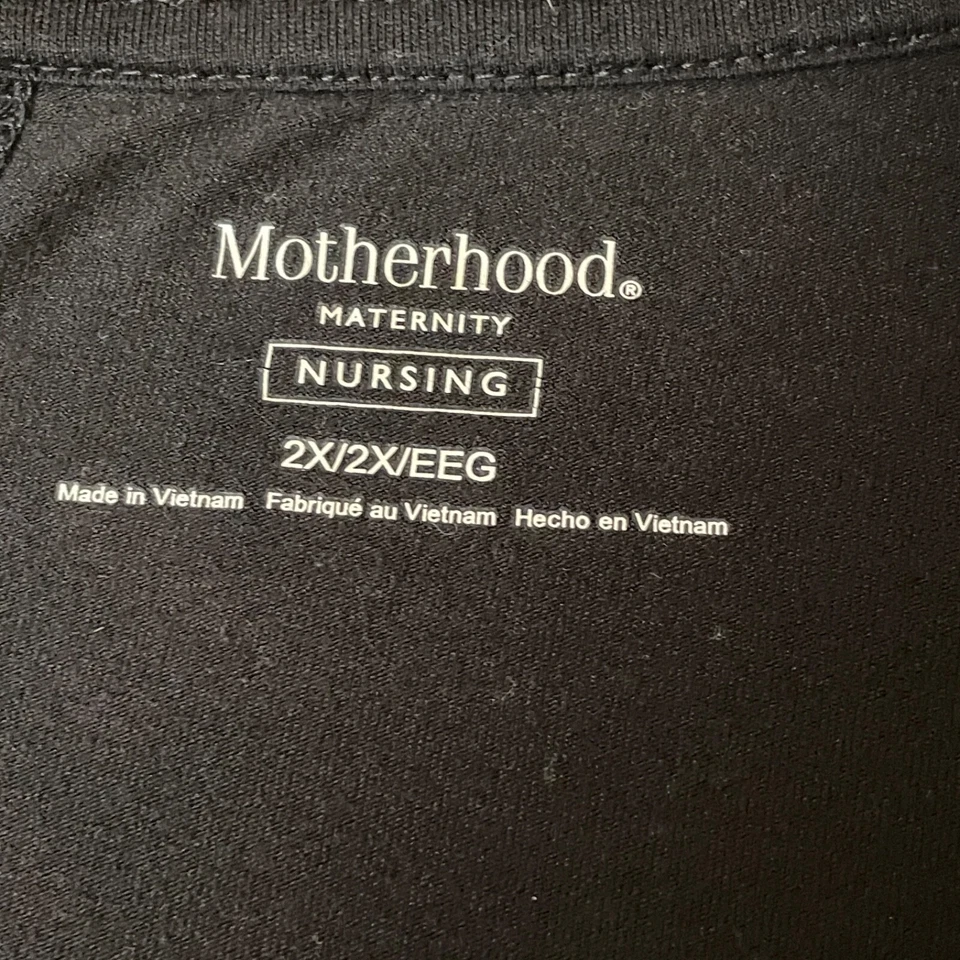 Motherhood®
MATERNITY
NURSING
2X/2X/EEG
Made in Vietnam Fabriqué au Vietnam Hecho en Vietnam